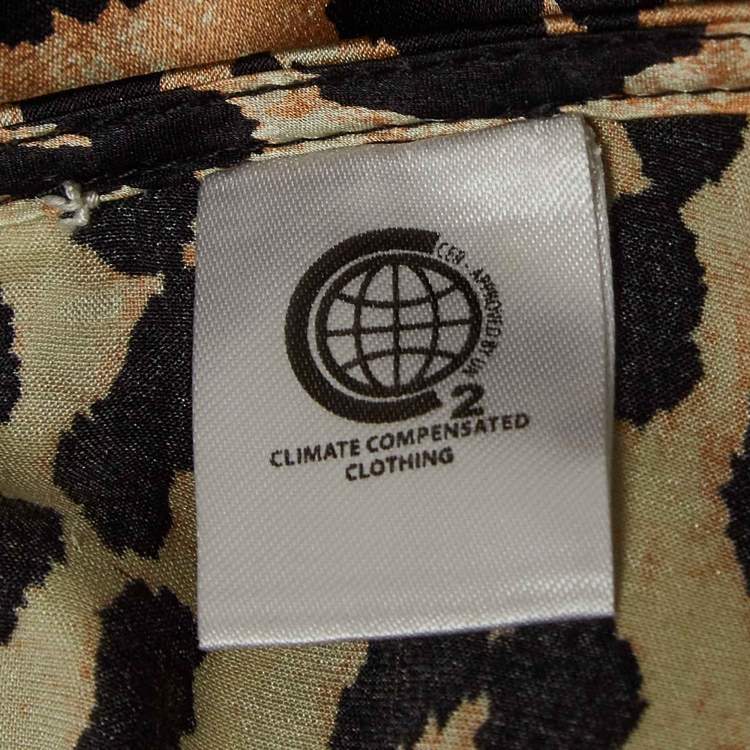 CER - APPROVED BY UN
2
CLIMATE COMPENSATED
CLOTHING